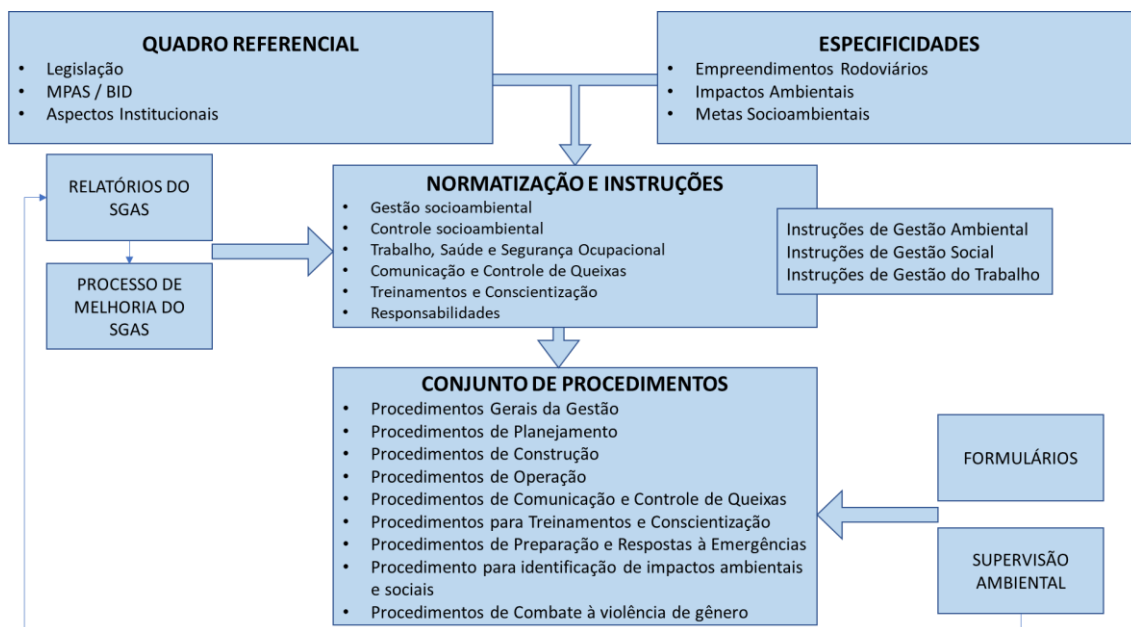 QUADRO REFERENCIAL
• Legislação
• MPAS / BID
• Aspectos Institucionais
ESPECIFICIDADES
• Empreendimentos Rodoviários
• Impactos Ambientais
• Metas Socioambientais
RELATÓRIOS DO
SGAS
PROCESSO DE
MELHORIA DO
SGAS
NORMATIZAÇÃO E INSTRUÇÕES
• Gestão socioambiental
• Controle socioambiental
• Trabalho, Saúde e Segurança Ocupacional
• Comunicação e Controle de Queixas
• Treinamentos e Conscientização
• Responsabilidades
Instruções de Gestão Ambiental
Instruções de Gestão Social
Instruções de Gestão do Trabalho
CONJUNTO DE PROCEDIMENTOS
• Procedimentos Gerais da Gestão
• Procedimentos de Planejamento
• Procedimentos de Construção
• Procedimentos de Operação
• Procedimentos de Comunicação e Controle de Queixas
• Procedimentos para Treinamentos e Conscientização
• Procedimentos de Preparação e Respostas à Emergências
• Procedimento para identificação de impactos ambientais
e sociais
• Procedimentos de Combate à violência de gênero
FORMULÁRIOS
SUPERVISÃO
AMBIENTAL